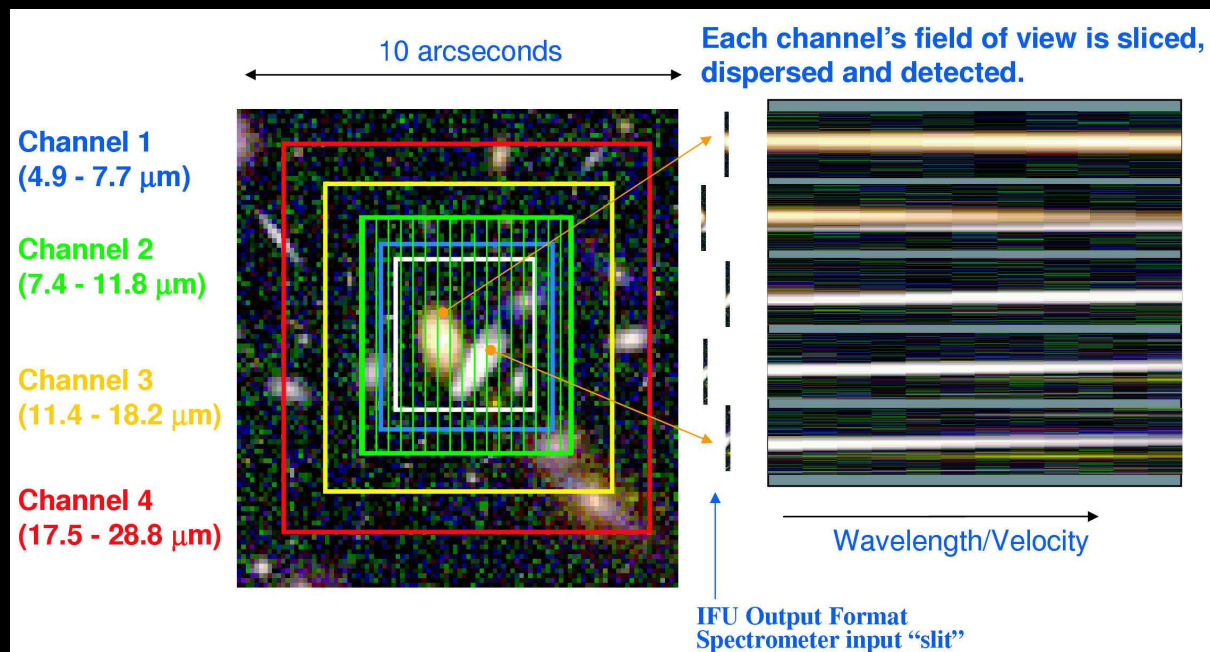 10 arcseconds
Each channel's field of view is sliced,
dispersed and detected.
Channel 1
(4.9 - 7.7 μm)
Channel 2
(7.4 - 11.8 μm)
Channel 3
(11.4 - 18.2 μm)
Channel 4
(17.5 - 28.8 μm)
Wavelength/Velocity
IFU Output Format
Spectrometer input “slit”